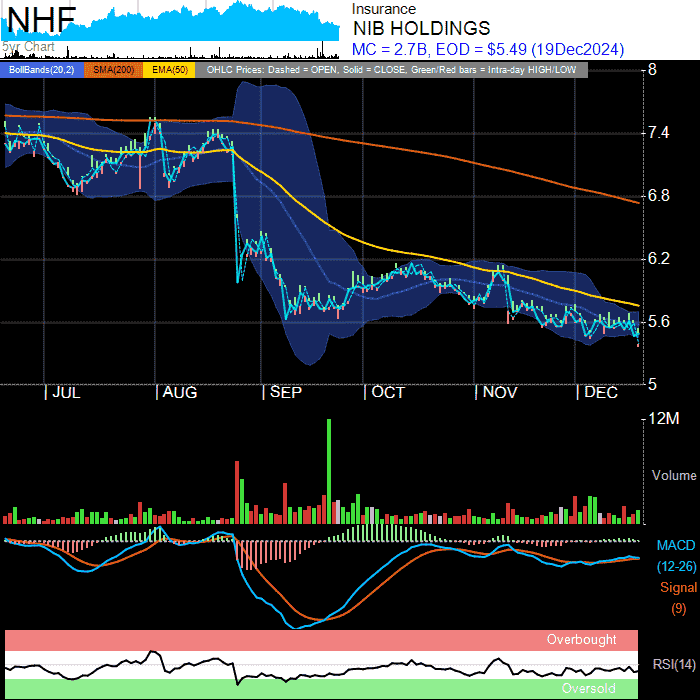 NHF
5yr Chart
Insurance
NIB HOLDINGS
MC = 2.7B, EOD = $5.49 (19Dec2024)
BollBands(20,2) SMA(200) EMA(50) OHLC Prices: Dashed = OPEN, Solid = CLOSE, Green/Red bars = Intra-day HIGH/LOW
8
7.4
6.8
6.2
5.6
5
| JUL | AUG | SEP | OCT | NOV | DEC
12M
Volume
MACD
(12-26)
Signal
(9)
Overbought
RSI(14)
Oversold